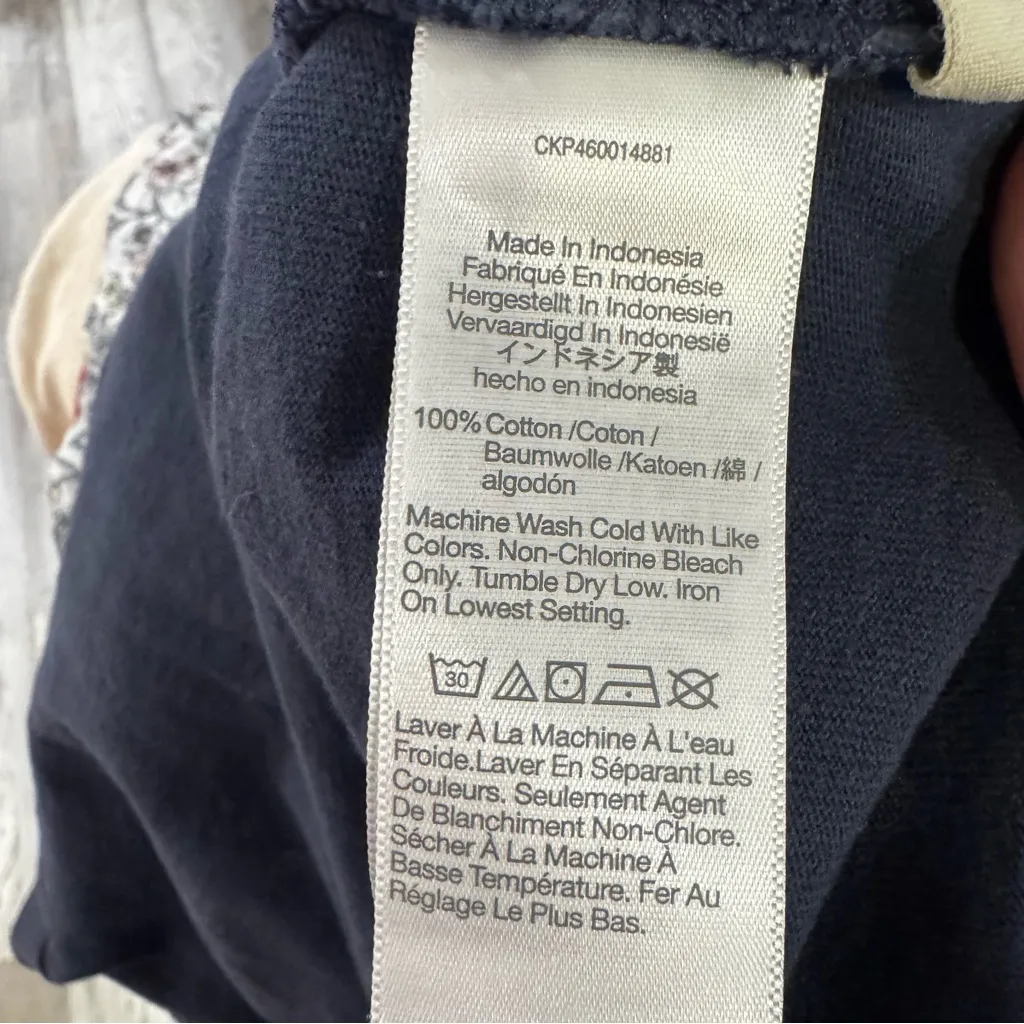 CKP460014881
Made In Indonesia
Fabriqué En Indonésie
Hergestellt In Indonesien
Vervaardigd In Indonesië
インドネシア製
hecho en indonesia
100% Cotton /Coton /
Baumwolle /Katoen /綿 /
algodón
Machine Wash Cold With Like
Colors. Non-Chlorine Bleach
Only. Tumble Dry Low. Iron
On Lowest Setting.
30
Laver À La Machine À L'eau
Froide.Laver En Séparant Les
Couleurs. Seulement Agent
De Blanchiment Non-Chlore.
Sécher À La Machine À
Basse Température. Fer Au
Réglage Le Plus Bas.